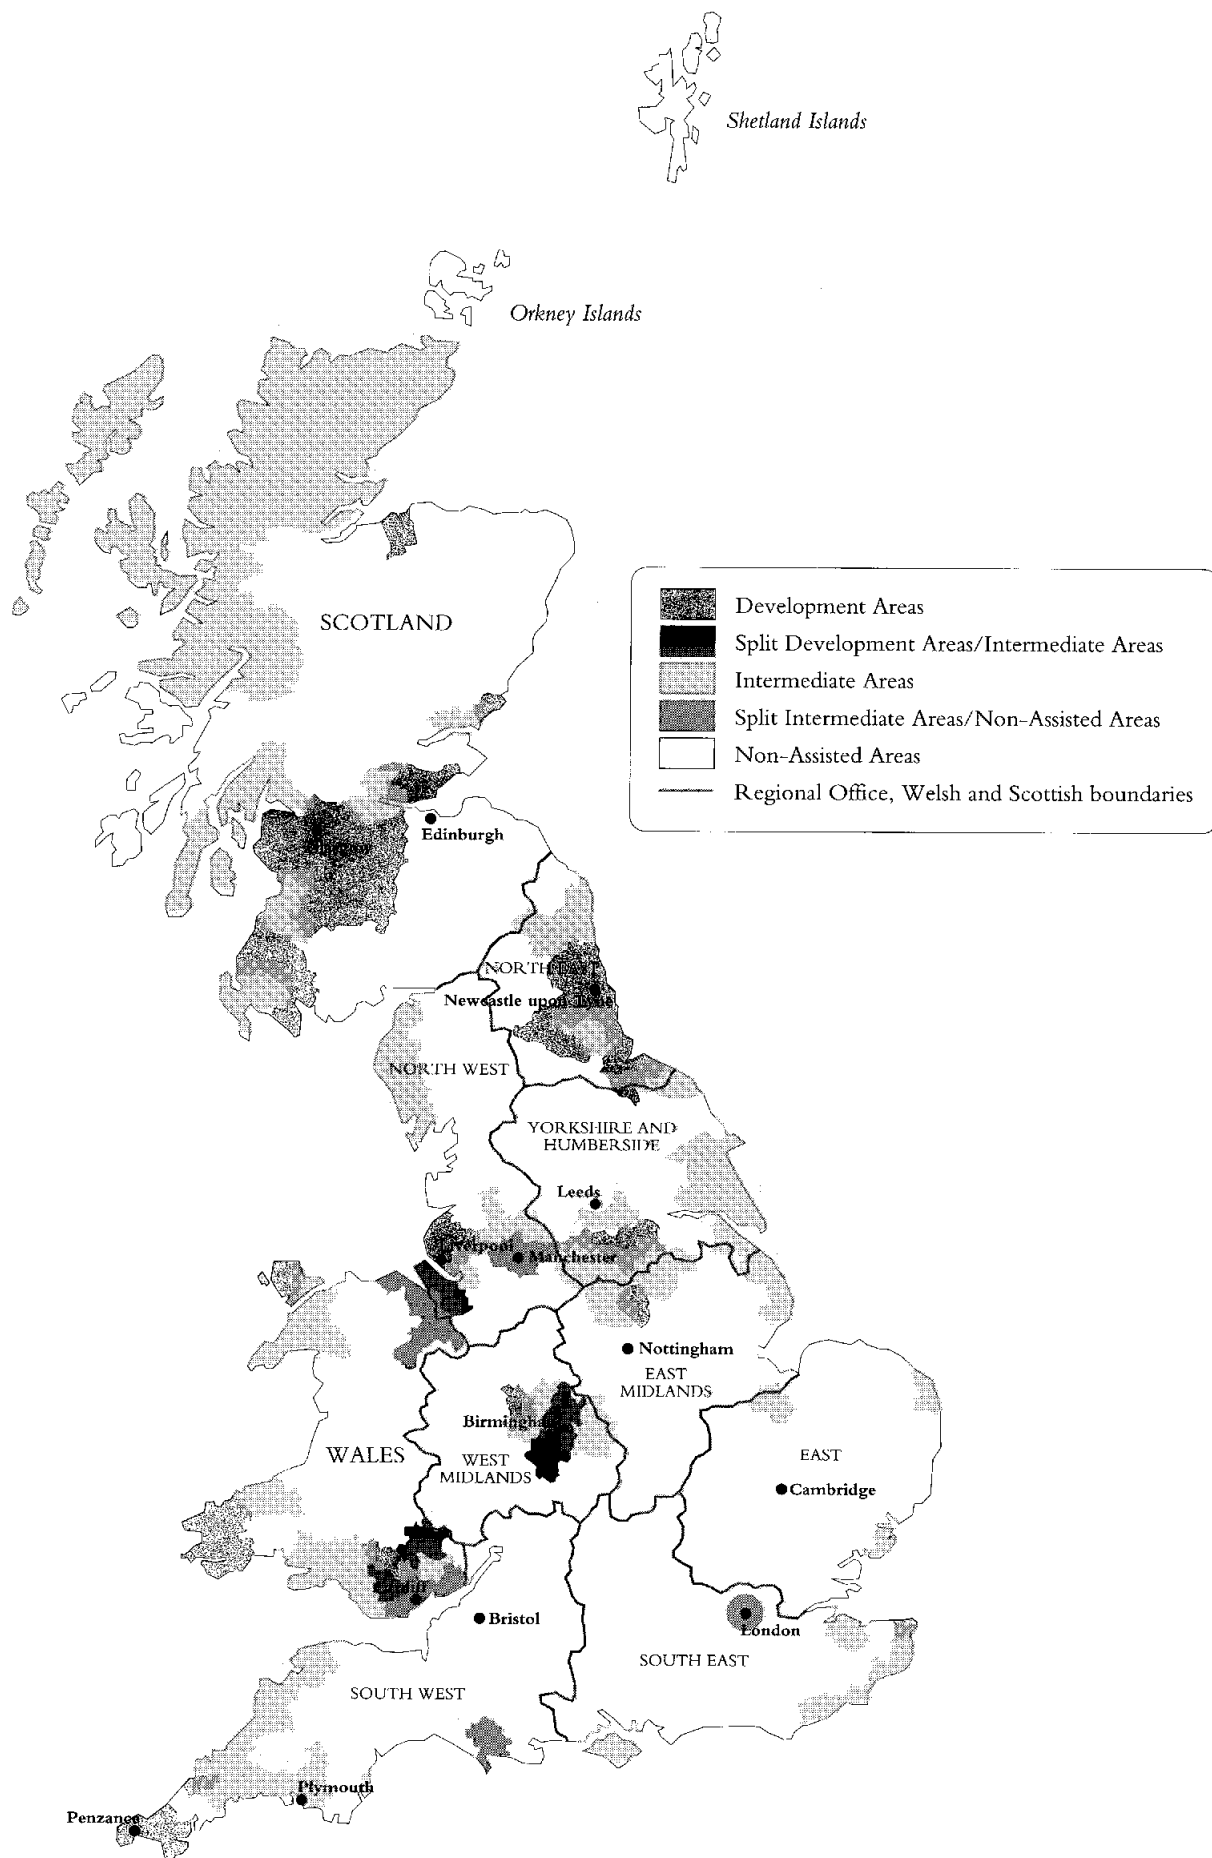 Shetland Islands
Orkney Islands
SCOTLAND
Development Areas
Split Development Areas/Intermediate Areas
Intermediate Areas
Split Intermediate Areas/Non-Assisted Areas
Non-Assisted Areas
Regional Office, Welsh and Scottish boundaries
Edinburgh
Glasgow
NORTH EAST
Newcastle upon Tyne
NORTH WEST
YORKSHIRE AND
HUMBERSIDE
Leeds
Liverpool
Manchester
Nottingham
EAST
MIDLANDS
Birmingham
WEST
MIDLANDS
WALES
EAST
Cambridge
Cardiff
Bristol
London
SOUTH EAST
SOUTH WEST
Plymouth
Penzance